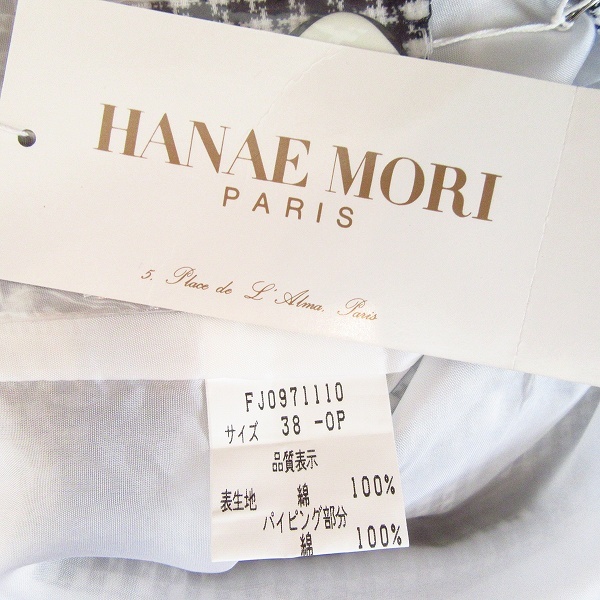 HANAE MORI
PARIS
5, Place de L'Alma, Paris
FJ0971110
サイズ 38 -OP
品質表示
表生地 綿 100%
パイピング部分
綿 100%